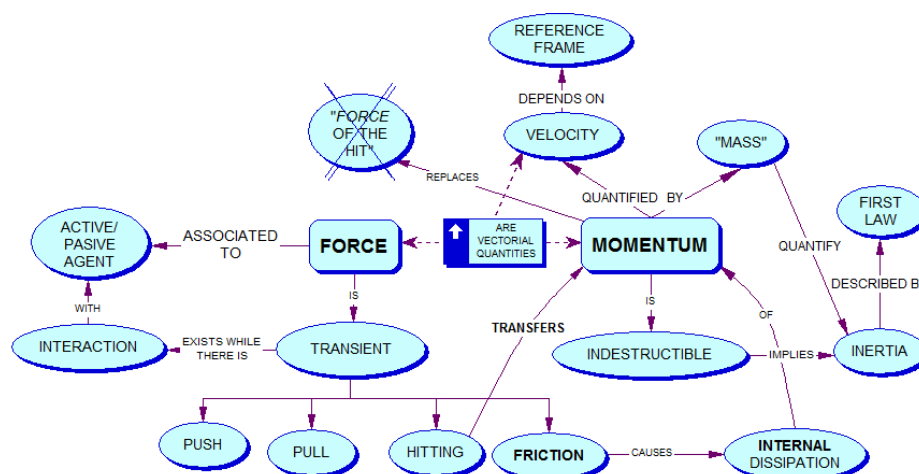 REFERENCE
FRAME
DEPENDS ON
"FORCE
OF THE
HIT"
VELOCITY
"MASS"
REPLACES
QUANTIFIED BY
FIRST
LAW
ACTIVE/
PASIVE
AGENT
ASSOCIATED
TO
FORCE
ARE
VECTORIAL
QUANTITIES
MOMENTUM
QUANTIFY
DESCRIBED B
WITH
IS
TRANSFERS
IS
OF
INTERACTION
EXISTS WHILE
THERE IS
TRANSIENT
INDESTRUCTIBLE
IMPLIES
INERTIA
PUSH
PULL
HITTING
FRICTION
CAUSES
INTERNAL
DISSIPATION